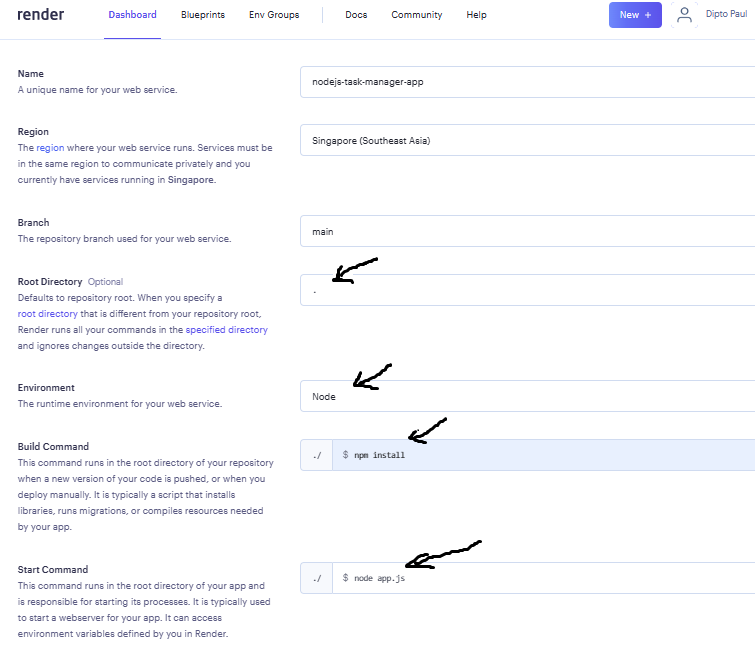 render Dashboard Blueprints Env Groups Docs Community Help New + Dipto Paul
Name
A unique name for your web service.
nodejs-task-manager-app
Region
The region where your web service runs. Services must be
in the same region to communicate privately and you
currently have services running in Singapore.
Singapore (Southeast Asia)
Branch
The repository branch used for your web service.
main
Root Directory Optional
Defaults to repository root. When you specify a
root directory that is different from your repository root,
Render runs all your commands in the specified directory
and ignores changes outside the directory.
.
Environment
The runtime environment for your web service.
Node
Build Command
This command runs in the root directory of your repository
when a new version of your code is pushed, or when you
deploy manually. It is typically a script that installs
libraries, runs migrations, or compiles resources needed
by your app.
./ $ npm install
Start Command
This command runs in the root directory of your app and
is responsible for starting its processes. It is typically used
to start a webserver for your app. It can access
environment variables defined by you in Render.
./ $ node app.js